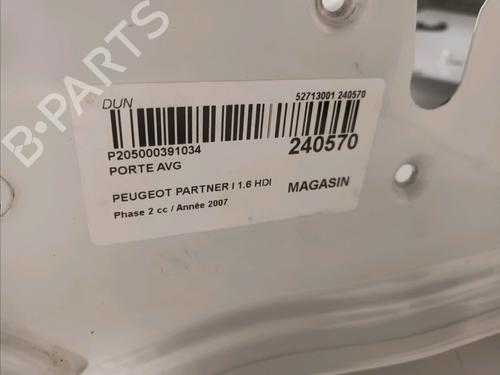 DUN
52713001 240570
P205000391034
240570
PORTE AVG
PEUGEOT PARTNER I 1.6 HDI
MAGASIN
Phase 2 cc / Année 2007
B-PARTS